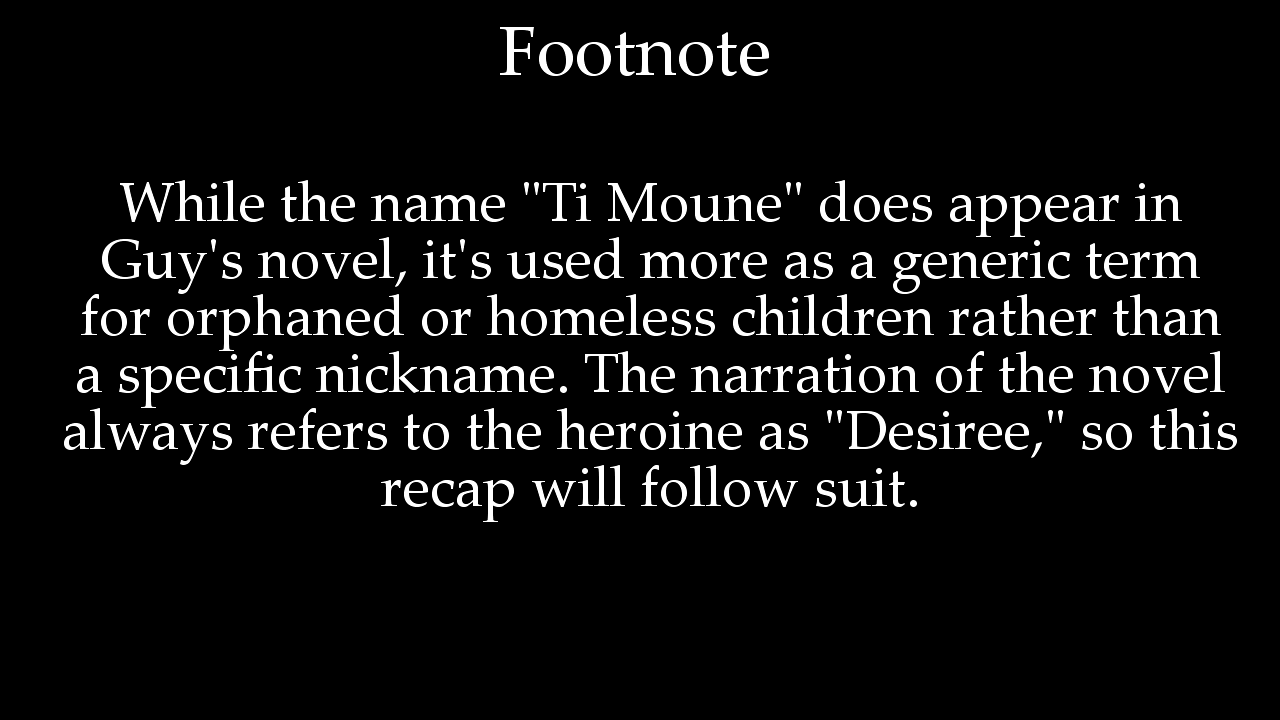 Footnote
While the name "Ti Moune" does appear in
Guy's novel, it's used more as a generic term
for orphaned or homeless children rather than
a specific nickname. The narration of the novel
always refers to the heroine as "Desiree," so this
recap will follow suit.